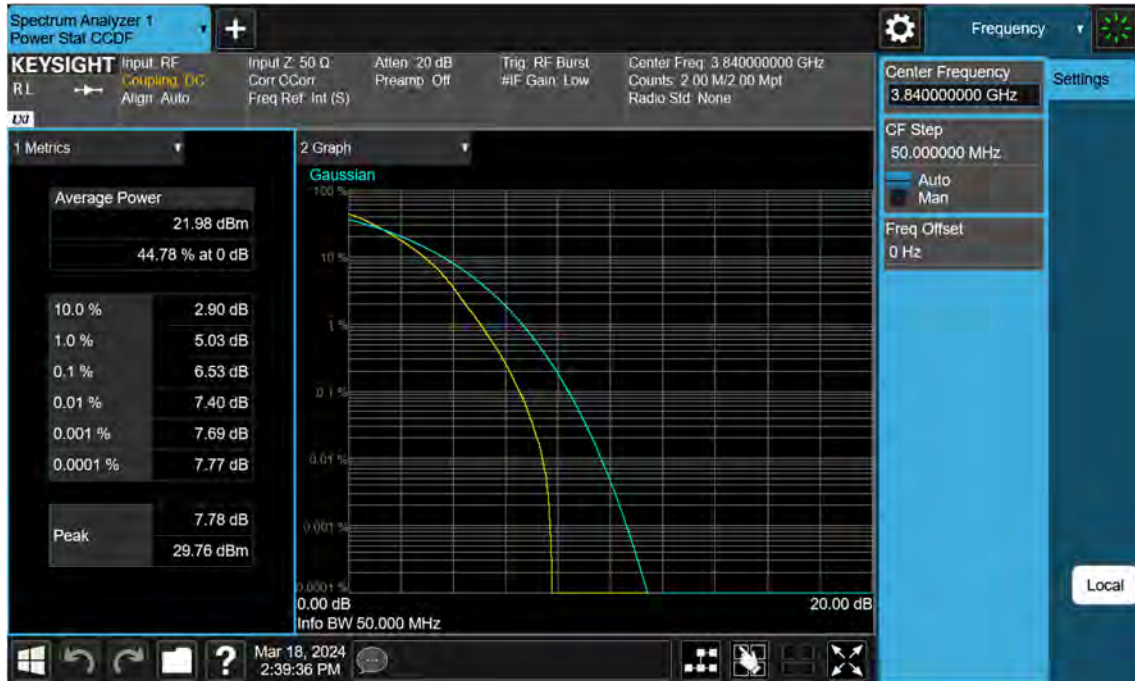 Spectrum Analyzer 1
Power Stat CCDF
+
Frequency
KEYSIGHT
R L
LXI
Input: RF
Coupling: DC
Align: Auto
Input Z: 50 Ω
Corr CCorr
Freq Ref: Int (S)
Atten: 20 dB
Preamp: Off
Trig: RF Burst
#IF Gain: Low
Center Freq: 3.840000000 GHz
Counts: 2.00 M/2.00 Mpt
Radio Std: None
Center Frequency
3.840000000 GHz
Settings
CF Step
50.000000 MHz
Auto
Man
Freq Offset
0 Hz
1 Metrics
Average Power
21.98 dBm
44.78 % at 0 dB
10.0 % 2.90 dB
1.0 % 5.03 dB
0.1 % 6.53 dB
0.01 % 7.40 dB
0.001 % 7.69 dB
0.0001 % 7.77 dB
Peak
7.78 dB
29.76 dBm
2 Graph
Gaussian
100 %
10 %
1 %
0.1 %
0.01 %
0.001 %
0.0001 %
0.00 dB
20.00 dB
Info BW 50.000 MHz
Local
?
Mar 18, 2024
2:39:36 PM